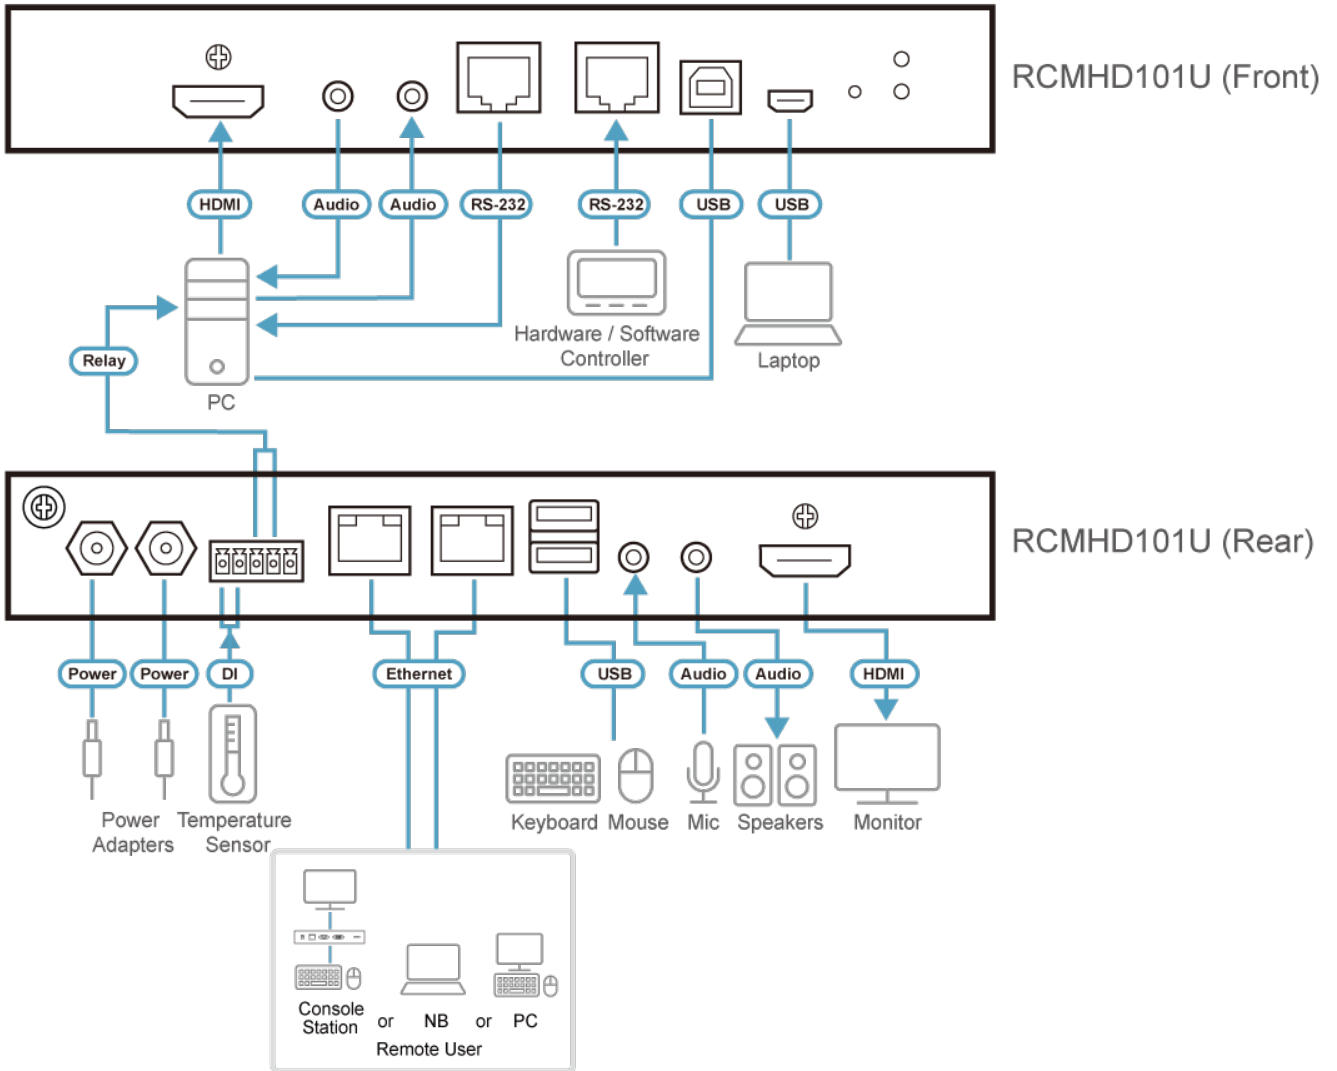 RCMHD101U (Front)
HDMI
Audio
Audio
RS-232
RS-232
USB
USB
Hardware / Software
Controller
Laptop
Relay
PC
RCMHD101U (Rear)
Power
Power
DI
Ethernet
USB
Audio
Audio
HDMI
Power
Adapters
Temperature
Sensor
Keyboard
Mouse
Mic
Speakers
Monitor
Console
Station
or
NB
or
PC
Remote User